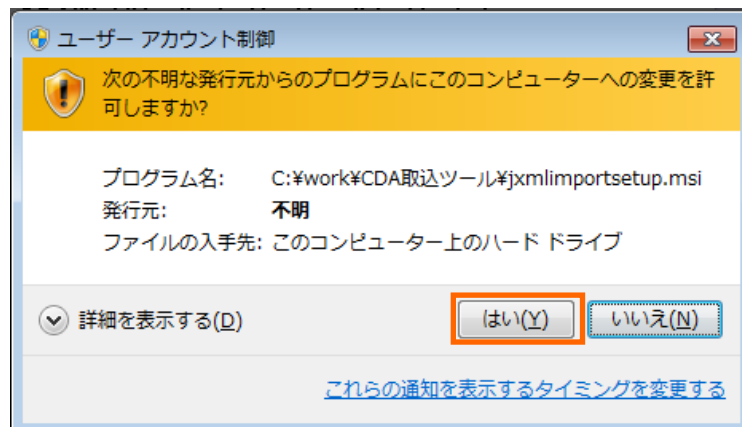 ユーザー アカウント制御
次の不明な発行元からのプログラムにこのコンピューターへの変更を許
可しますか?
プログラム名: C:¥work¥CDA取込ツール¥jxmlimportsetup.msi
発行元: 不明
ファイルの入手先: このコンピューター上のハード ドライブ
詳細を表示する(D) はい(Y) いいえ(N)
これらの通知を表示するタイミングを変更する